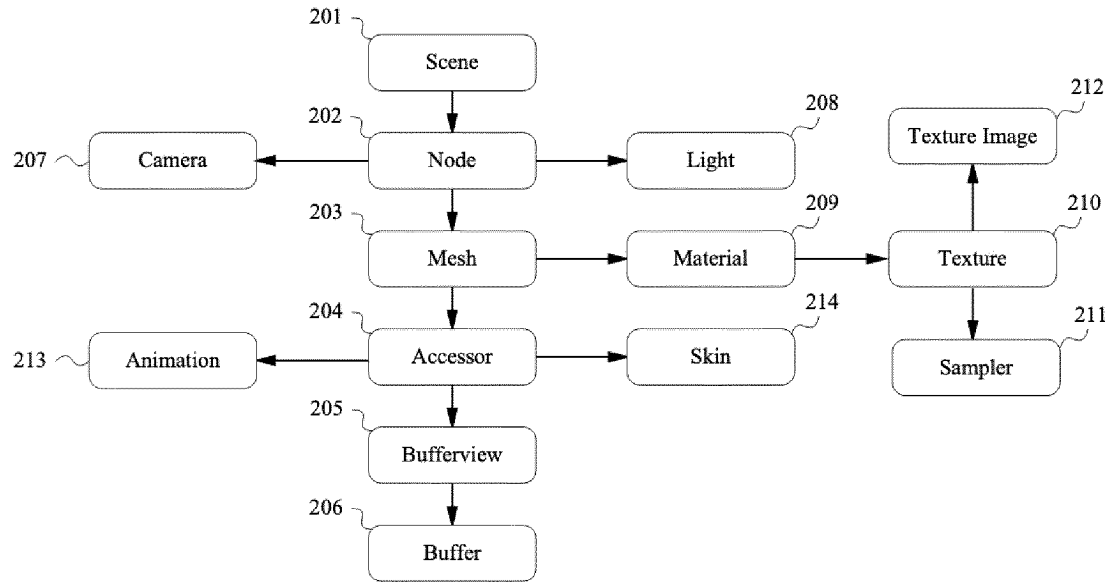 201
Scene
212
202
208
Texture Image
207
Camera
Node
Light
203
209
210
Mesh
Material
Texture
204
214
211
213
Animation
Accessor
Skin
Sampler
205
Bufferview
206
Buffer